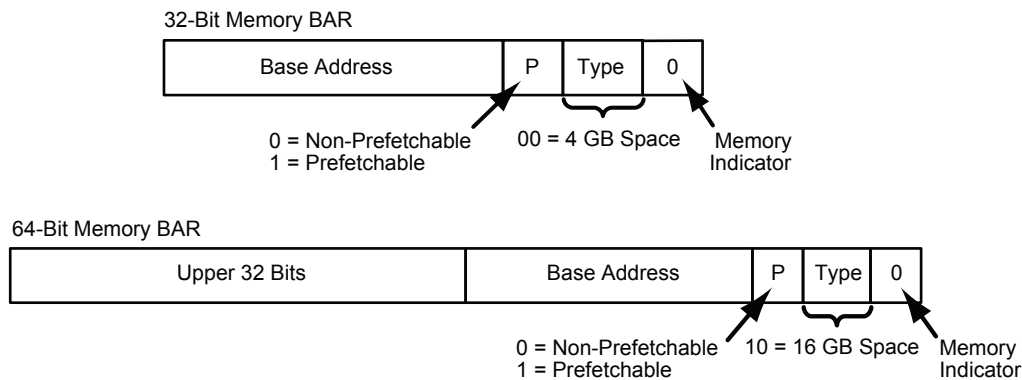 32-Bit Memory BAR
Base Address P Type 0
0 = Non-Prefetchable 00 = 4 GB Space Memory
1 = Prefetchable Indicator
64-Bit Memory BAR
Upper 32 Bits Base Address P Type 0
0 = Non-Prefetchable 10 = 16 GB Space Memory
1 = Prefetchable Indicator